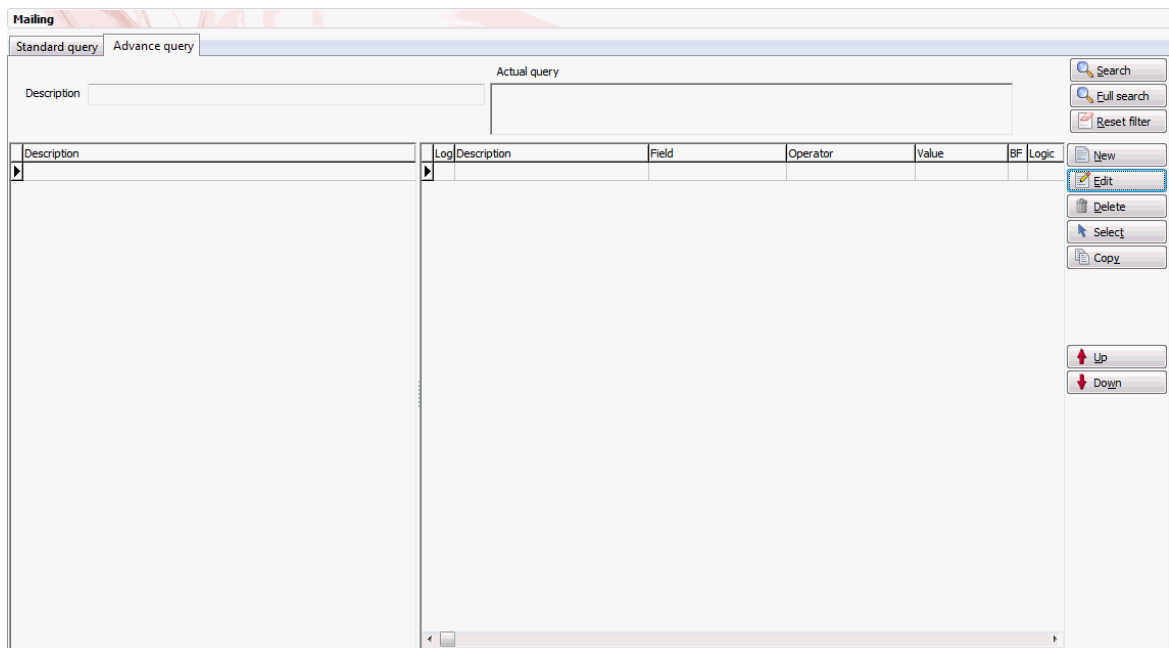 Mailing
Standard query Advance query
Actual query
Description
Search
Full search
Reset filter
Description
Log Description Field Operator Value BF Logic
New
Edit
Delete
Select
Copy
Up
Down